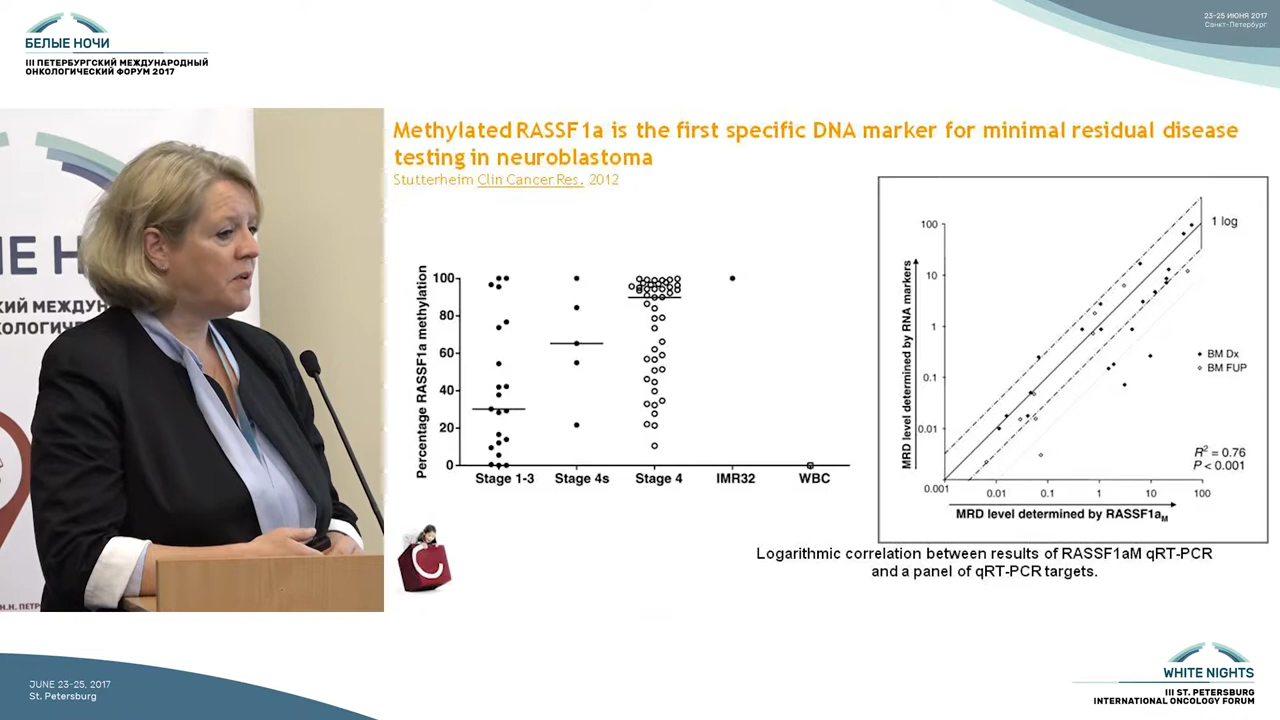 БЕЛЫЕ НОЧИ
III ПЕТЕРБУРГСКИЙ МЕЖДУНАРОДНЫЙ
ОНКОЛОГИЧЕСКИЙ ФОРУМ 2017
23-25 ИЮНЯ 2017
Санкт-Петербург
Methylated RASSF1a is the first specific DNA marker for minimal residual disease
testing in neuroblastoma
Stutterheim Clin Cancer Res. 2012
Percentage RASSF1a methylation
100
80
60
40
20
0
Stage 1-3 Stage 4s Stage 4 IMR32 WBC
MRD level determined by RNA markers
100
10
1
0.1
0.01
0.001
0.01 0.1 1 10 100
1 log
BM Dx
BM FUP
R² = 0.76
P < 0.001
MRD level determined by RASSF1aM
Logarithmic correlation between results of RASSF1aM qRT-PCR
and a panel of qRT-PCR targets.
C
ЫЕ Н
СКИЙ МЕЖДУН
КОЛОГИЧЕС
Н.Н. ПЕТР
JUNE 23-25, 2017
St. Petersburg
WHITE NIGHTS
III ST. PETERSBURG
INTERNATIONAL ONCOLOGY FORUM